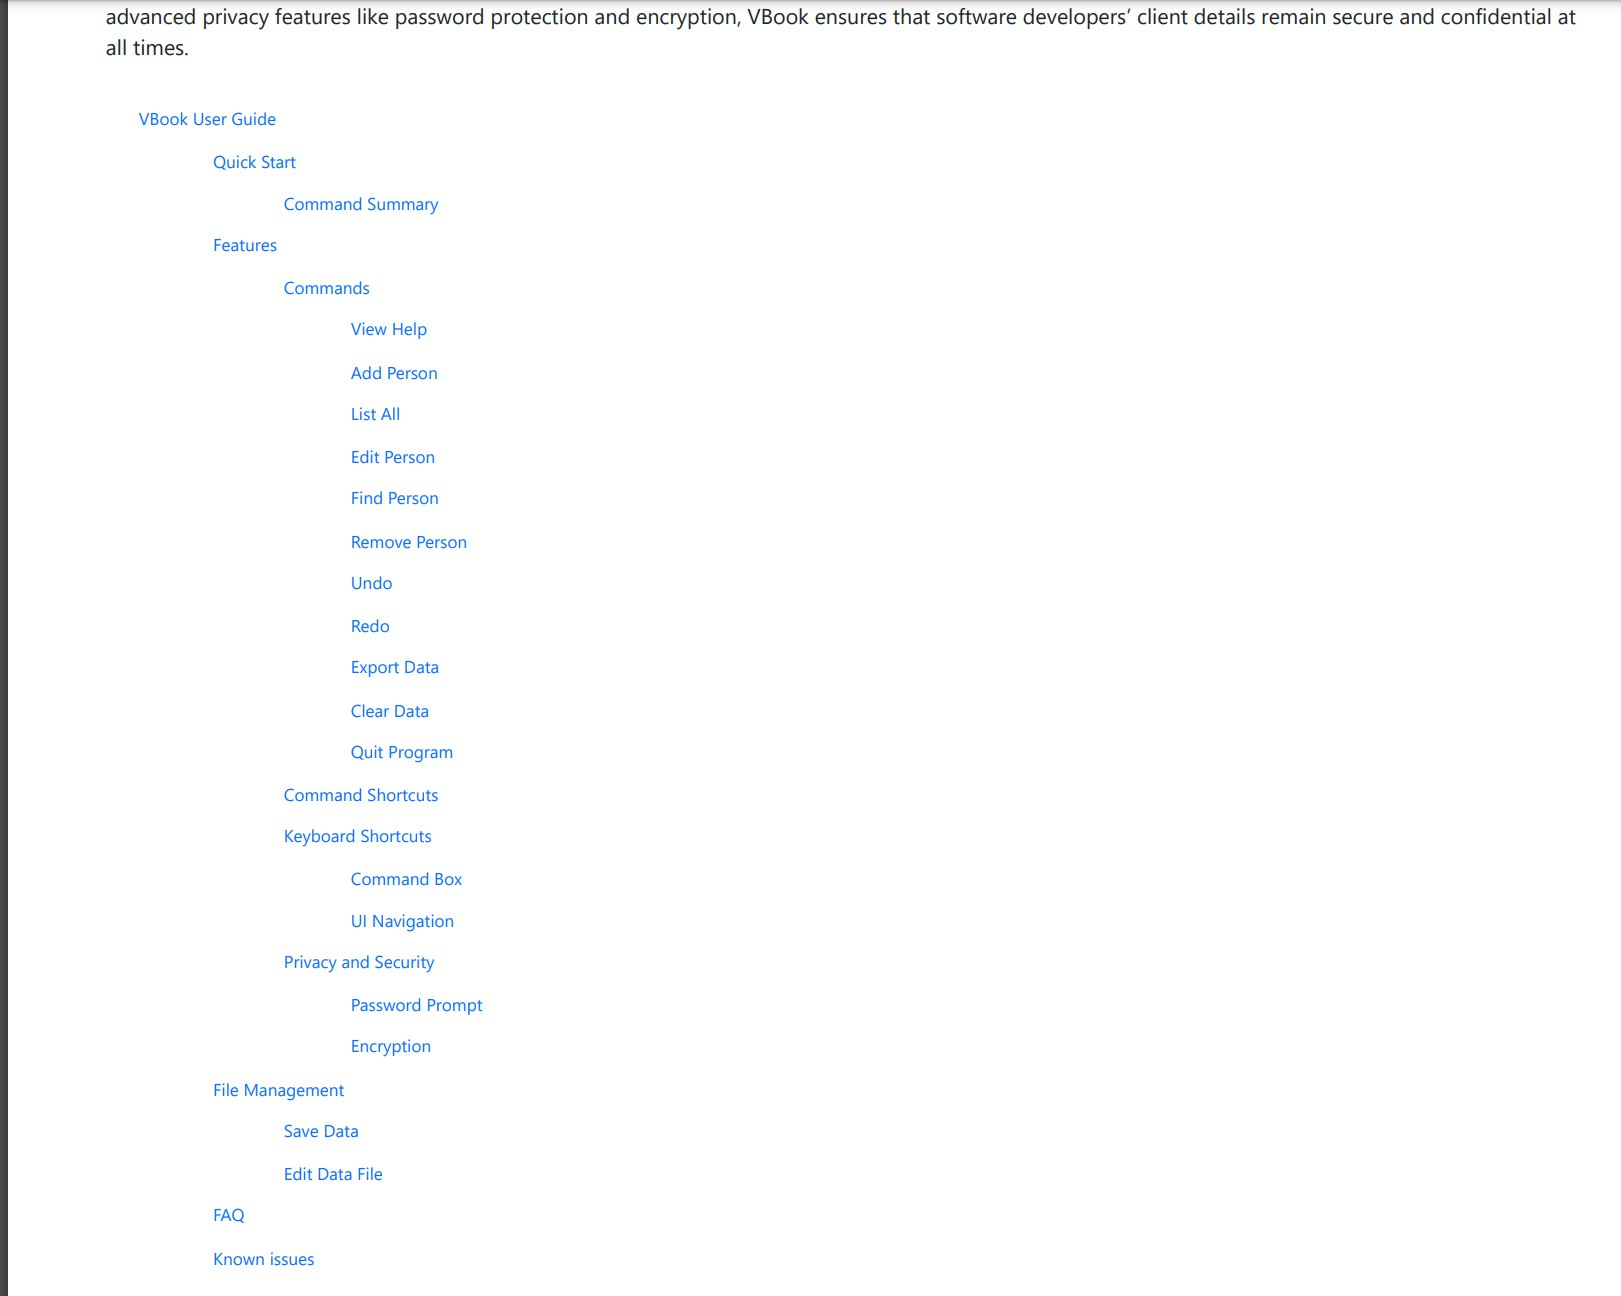 advanced privacy features like password protection and encryption, VBook ensures that software developers’ client details remain secure and confidential at
all times.
VBook User Guide
Quick Start
Command Summary
Features
Commands
View Help
Add Person
List All
Edit Person
Find Person
Remove Person
Undo
Redo
Export Data
Clear Data
Quit Program
Command Shortcuts
Keyboard Shortcuts
Command Box
UI Navigation
Privacy and Security
Password Prompt
Encryption
File Management
Save Data
Edit Data File
FAQ
Known issues